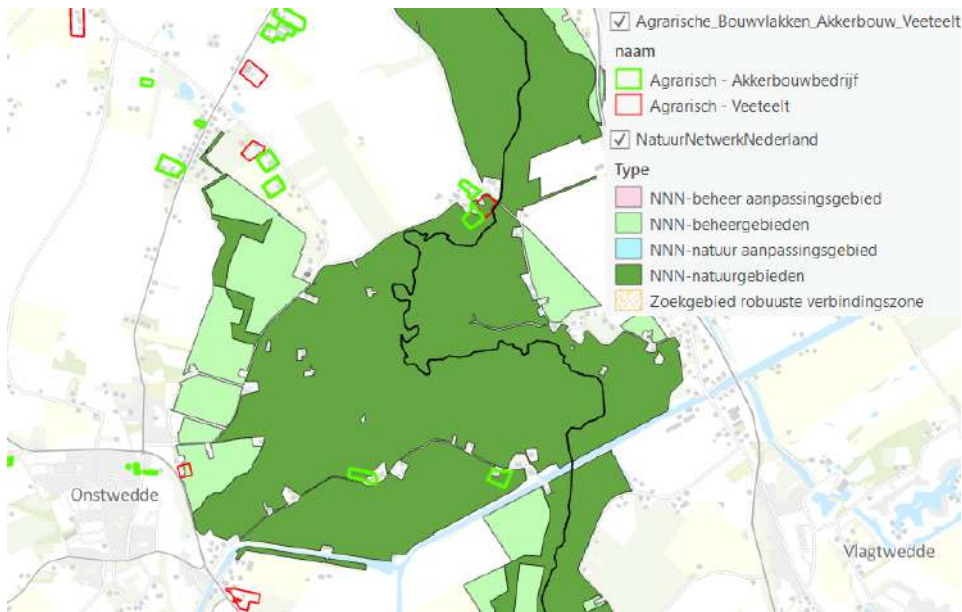 Agrarische_Bouwvlakken_Akkerbouw_Veeteelt
naam
Agrarisch - Akkerbouwbedrijf
Agrarisch - Veeteelt
NatuurNetwerkNederland
Type
NNN-beheer aanpassingsgebied
NNN-beheergebieden
NNN-natuur aanpassingsgebied
NNN-natuurgebieden
Zoekgebied robuuste verbindingszone
Onstwedde
Vlagtwedde